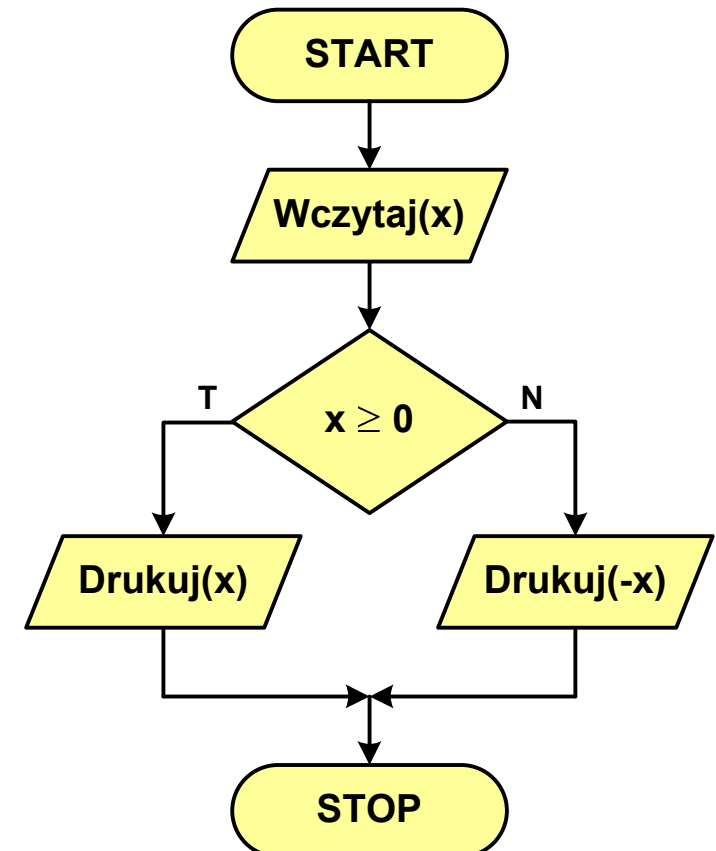 START
Wczytaj(x)
T
N
x ≥ 0
Drukuj(x)
Drukuj(-x)
STOP